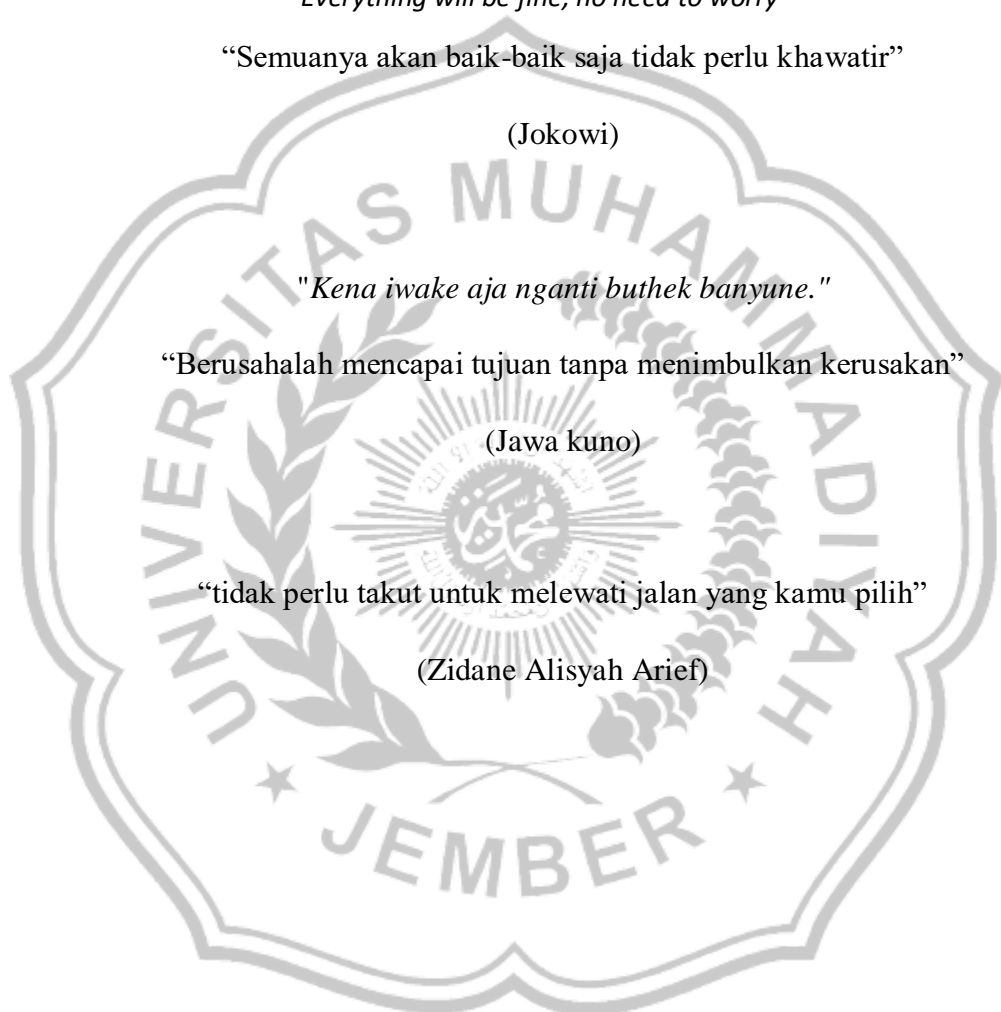 Everything will be fine, no need to worry
“Semuanya akan baik-baik saja tidak perlu khawatir”
(Jokowi)
UNIVERSITAS MUHAMMADIYAH
"Kena iwake aja nganti buthek banyune."
“Berusahalah mencapai tujuan tanpa menimbulkan kerusakan”
(Jawa kuno)
“tidak perlu takut untuk melewati jalan yang kamu pilih”
(Zidane Alisyah Arief)
JEMBER